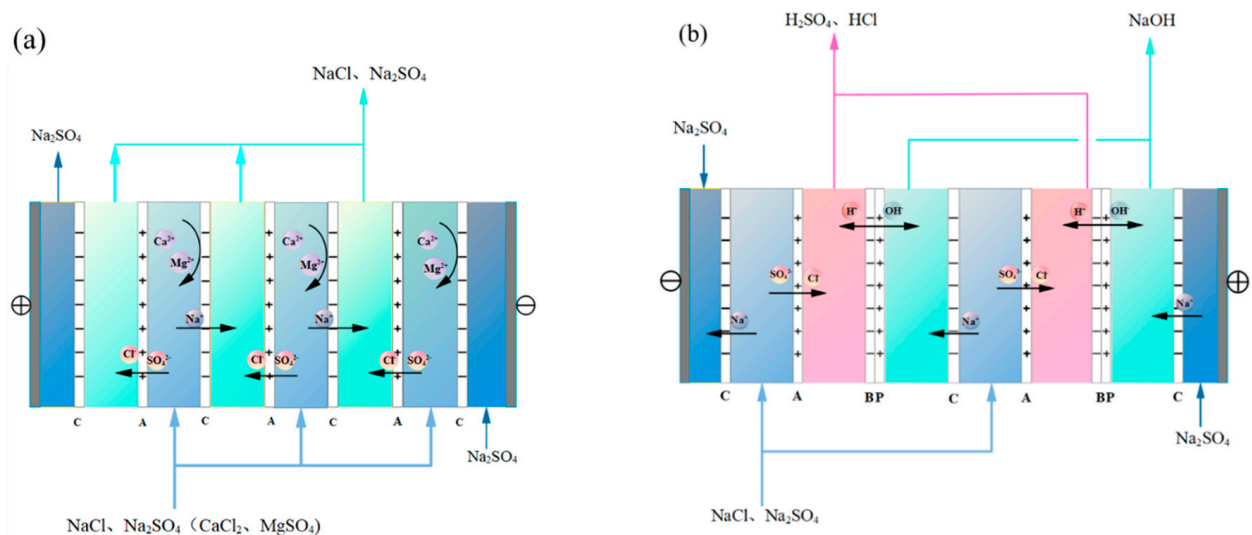 (a)
NaCl、Na₂SO₄
Na₂SO₄
Ca²⁺
Mg²⁺
Ca²⁺
Mg²⁺
Ca²⁺
Mg²⁺
Na⁺
Na⁺
Cl⁻
SO₄²⁻
Cl⁻
SO₄²⁻
Cl⁻
SO₄²⁻
+
−
C
A
C
A
C
A
C
Na₂SO₄
NaCl、Na₂SO₄（CaCl₂、MgSO₄)
(b)
H₂SO₄、HCl
NaOH
Na₂SO₄
H⁺
OH⁻
H⁺
OH⁻
SO₄²⁻
Cl⁻
SO₄²⁻
Cl⁻
Na⁺
Na⁺
Na⁺
−
+
C
A
BP
C
A
BP
C
Na₂SO₄
NaCl、Na₂SO₄